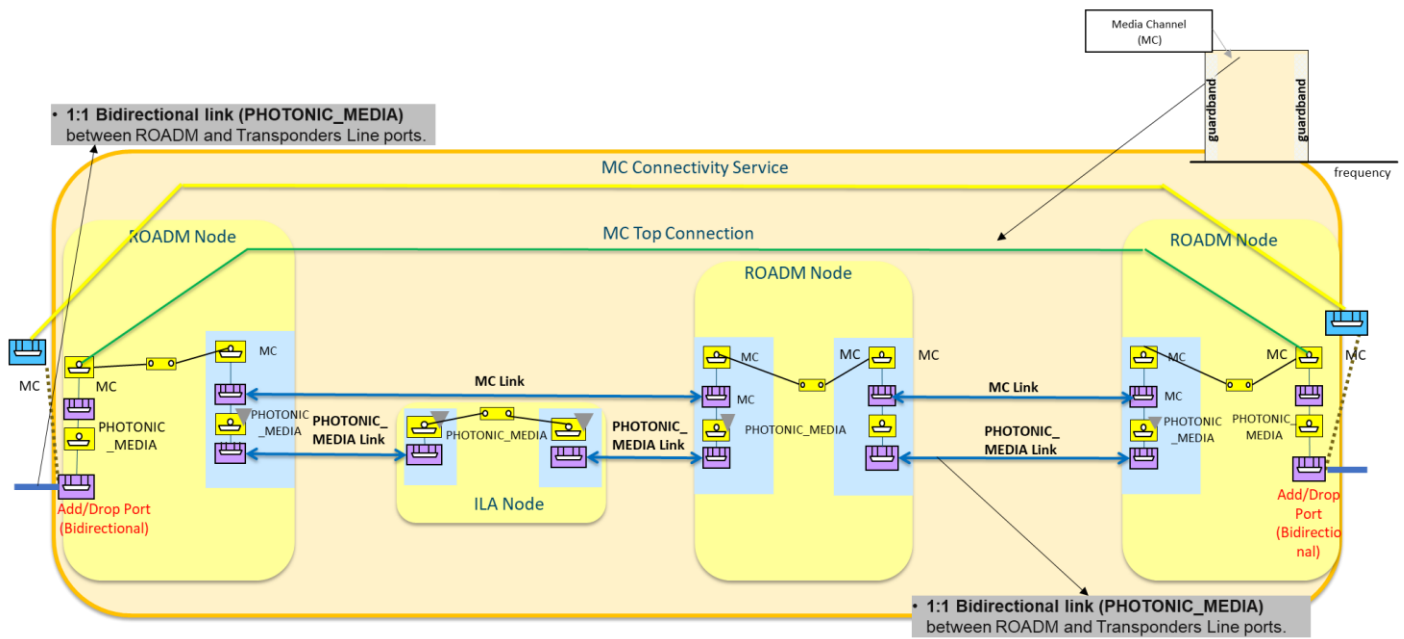 Media Channel
(MC)
guardband
guardband
frequency
• 1:1 Bidirectional link (PHOTONIC_MEDIA)
between ROADM and Transponders Line ports.
MC Connectivity Service
ROADM Node
MC Top Connection
ROADM Node
ROADM Node
MC
MC
PHOTONIC
_MEDIA
Add/Drop Port
(Bidirectional)
MC
PHOTONIC
_MEDIA
MC Link
PHOTONIC_
MEDIA Link
PHOTONIC_MEDIA
ILA Node
PHOTONIC_
MEDIA Link
MC
MC
PHOTONIC_MEDIA
MC
MC
MC Link
PHOTONIC_
MEDIA Link
MC
MC
PHOTONIC
_MEDIA
MC
PHOTONIC_
MEDIA
MC
Add/Drop
Port
(Bidirectio
nal)
• 1:1 Bidirectional link (PHOTONIC_MEDIA)
between ROADM and Transponders Line ports.